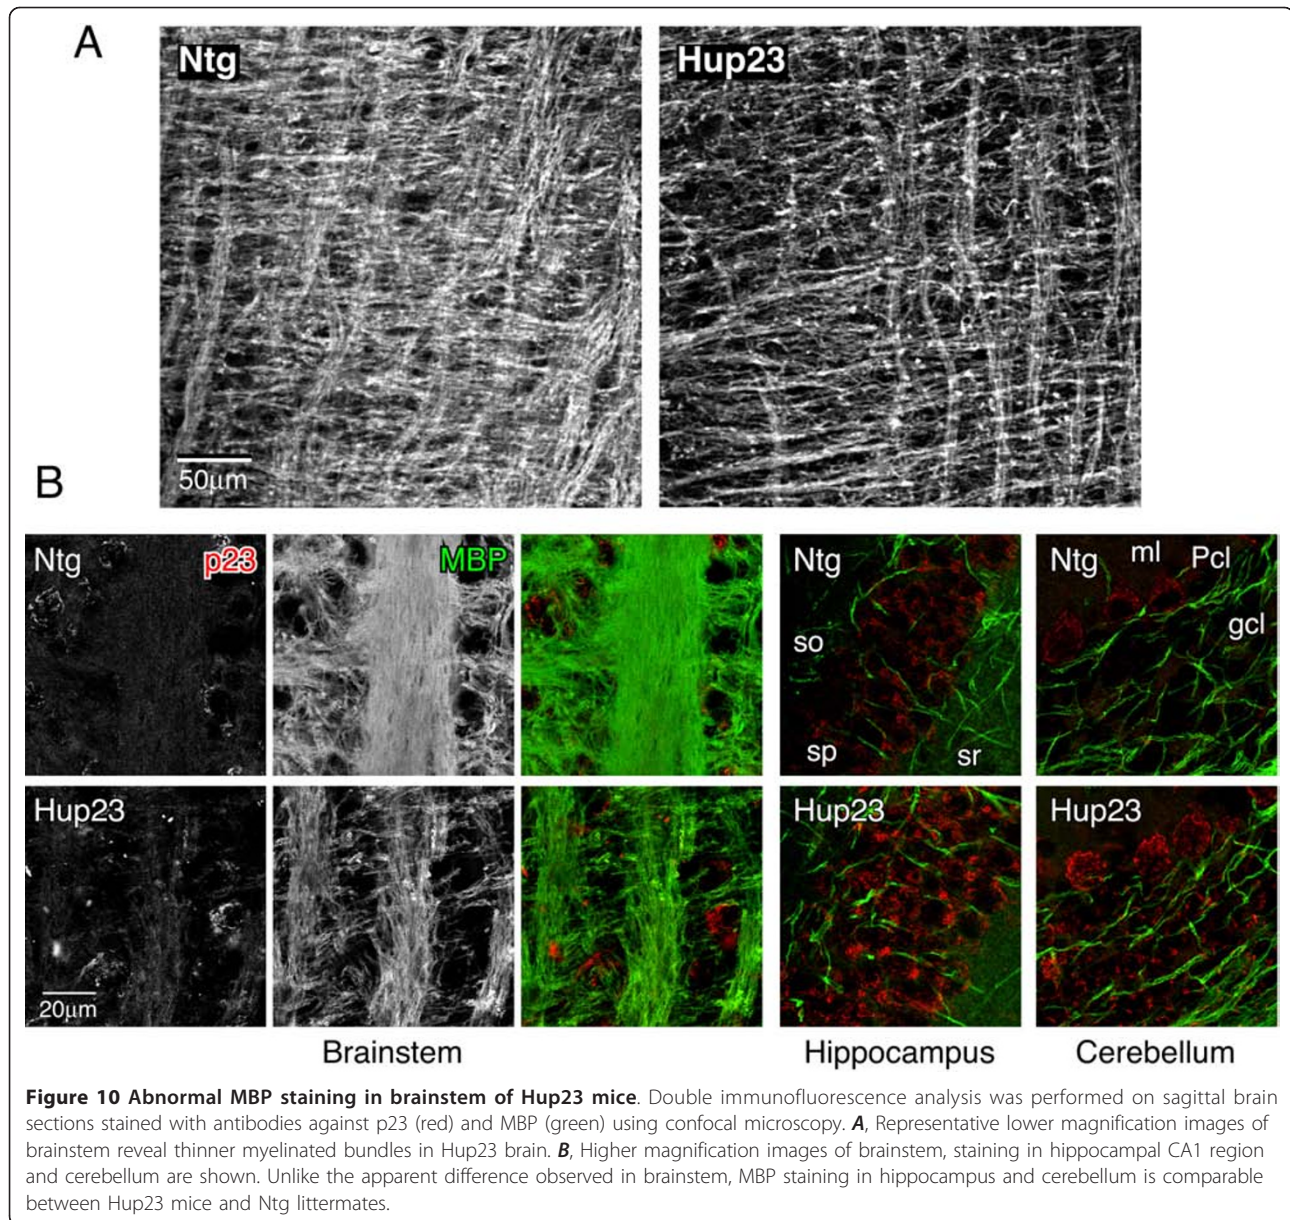 A
Ntg
Hup23
50μm
B
Ntg
p23
MBP
Ntg
so
sp
sr
Ntg
ml
Pcl
gcl
Hup23
20μm
Hup23
Hup23
Brainstem
Hippocampus
Cerebellum
Figure 10 Abnormal MBP staining in brainstem of Hup23 mice. Double immunofluorescence analysis was performed on sagittal brain
sections stained with antibodies against p23 (red) and MBP (green) using confocal microscopy. A, Representative lower magnification images of
brainstem reveal thinner myelinated bundles in Hup23 brain. B, Higher magnification images of brainstem, staining in hippocampal CA1 region
and cerebellum are shown. Unlike the apparent difference observed in brainstem, MBP staining in hippocampus and cerebellum is comparable
between Hup23 mice and Ntg littermates.